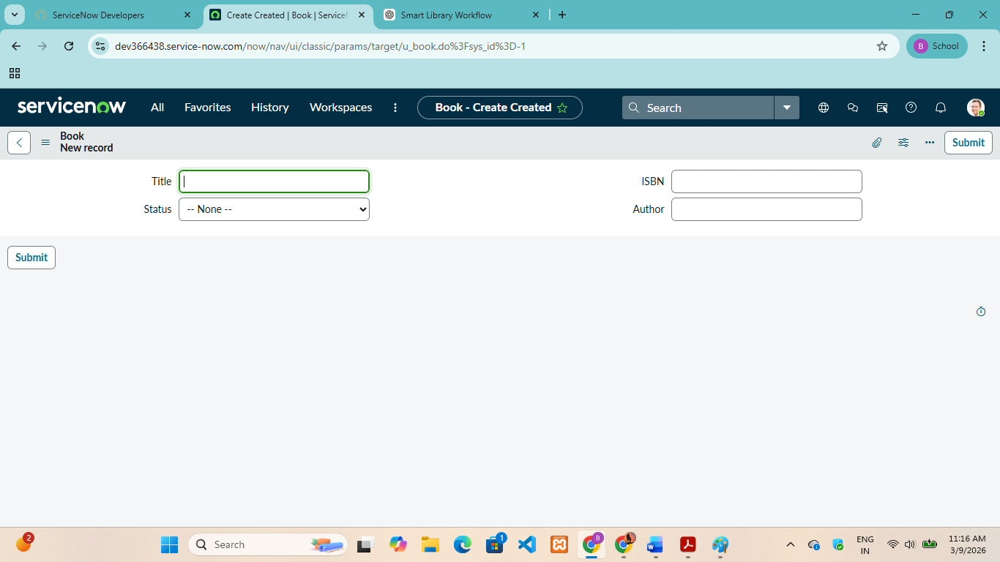 ServiceNow Developers
Create Created | Book | Service
Smart Library Workflow
dev366438.service-now.com/now/nav/ui/classic/params/target/u_book.do%3Fsys_id%3D-1
B School
servicenow
All
Favorites
History
Workspaces
Book - Create Created
Search
Book
New record
Submit
Title
ISBN
Status
-- None --
Author
Submit
2
Search
1
B
ENG
IN
11:16 AM
3/9/2026